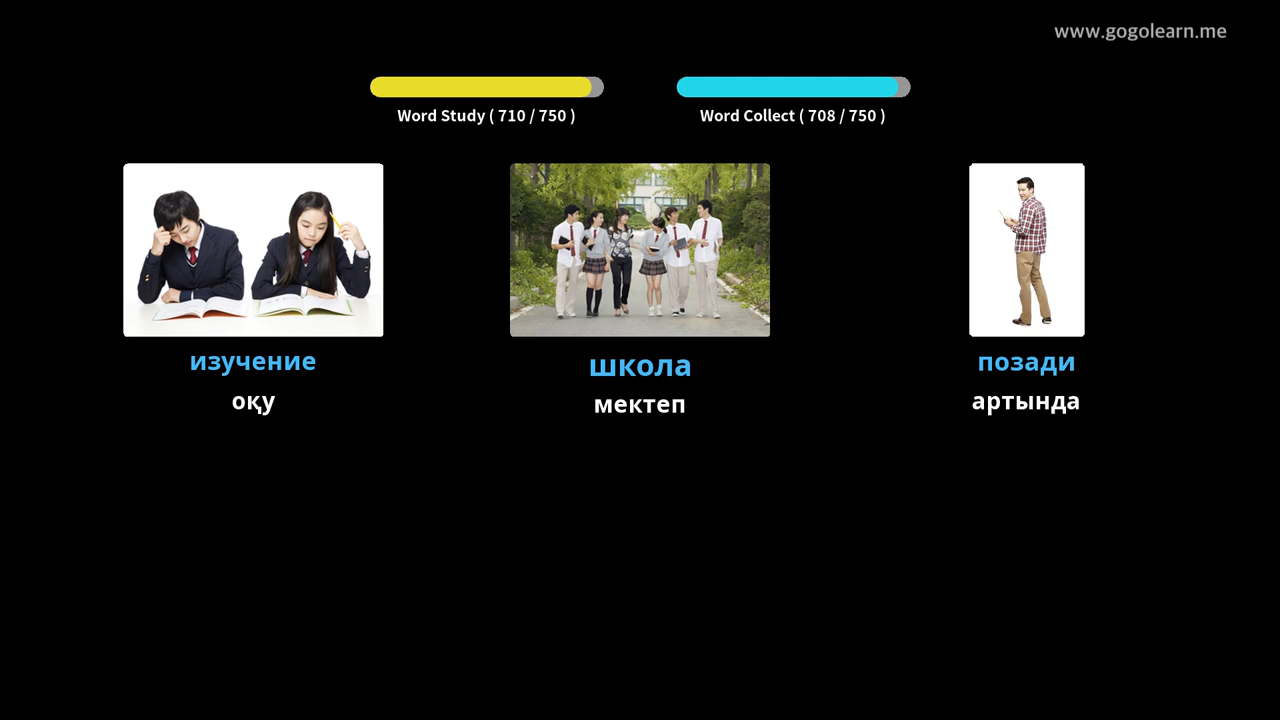 www.gogolearn.me
Word Study ( 710 / 750 )
Word Collect ( 708 / 750 )
изучение
школа
позади
оқу
мектеп
артында